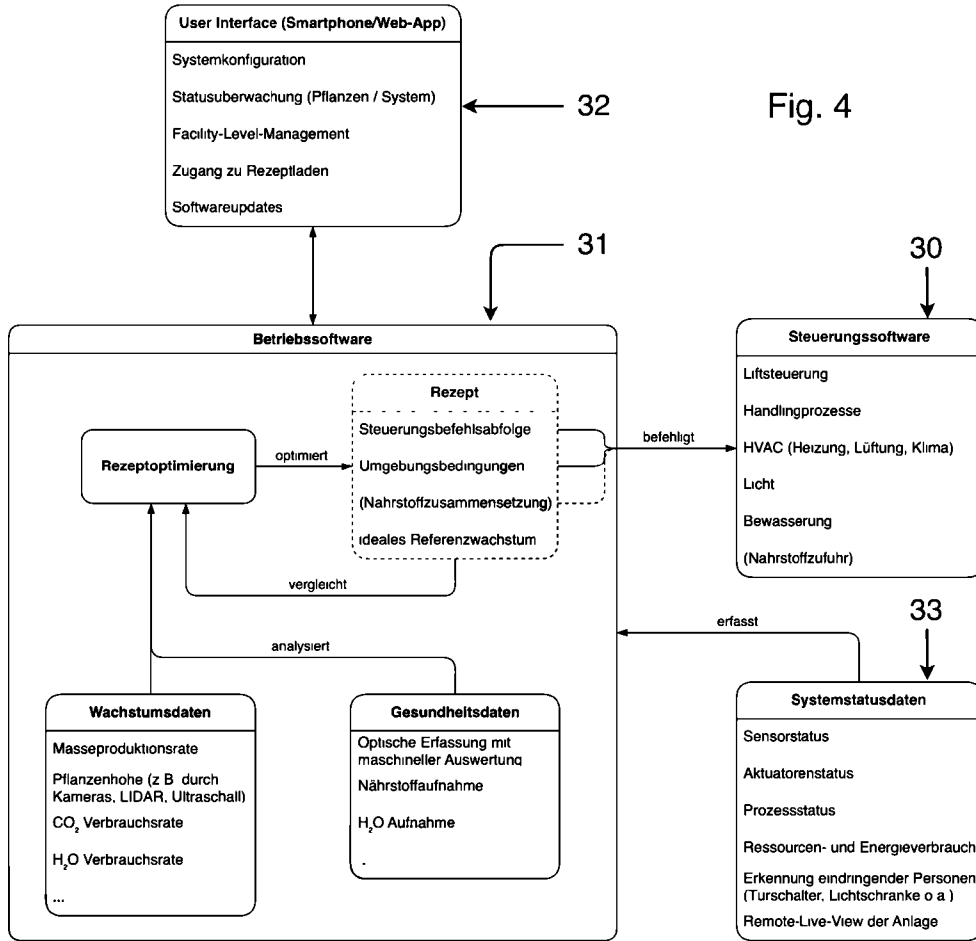 User Interface (Smartphone/Web-App)
Systemkonfiguration
Statusuberwachung (Pflanzen / System)
Facility-Level-Management
Zugang zu Rezeptladen
Softwareupdates
32
Fig. 4
31
30
Betriebssoftware
Rezeptoptimierung
optimiert
Rezept
Steuerungsbefehlsabfolge
Umgebungsbedingungen
(Nahrstoffzusammensetzung)
ideales Referenzwachstum
vergleicht
befehligt
Steuerungssoftware
Liftsteuerung
Handlingprozesse
HVAC (Heizung, Lüftung, Klima)
Licht
Bewasserung
(Nahrstoffzufuhr)
analysiert
erfasst
33
Wachstumsdaten
Masseproduktionsrate
Pflanzenhohe (z B durch
Kameras, LIDAR, Ultraschall)
CO₂ Verbrauchsrate
H₂O Verbrauchsrate
...
Gesundheitsdaten
Optische Erfassung mit
maschineller Auswertung
Nährstoffaufnahme
H₂O Aufnahme
.
Systemstatusdaten
Sensorstatus
Aktuatorenstatus
Prozessstatus
Ressourcen- und Energieverbrauch
Erkennung eindringender Personen
(Turschalter, Lichtschranke o a )
Remote-Live-View der Anlage